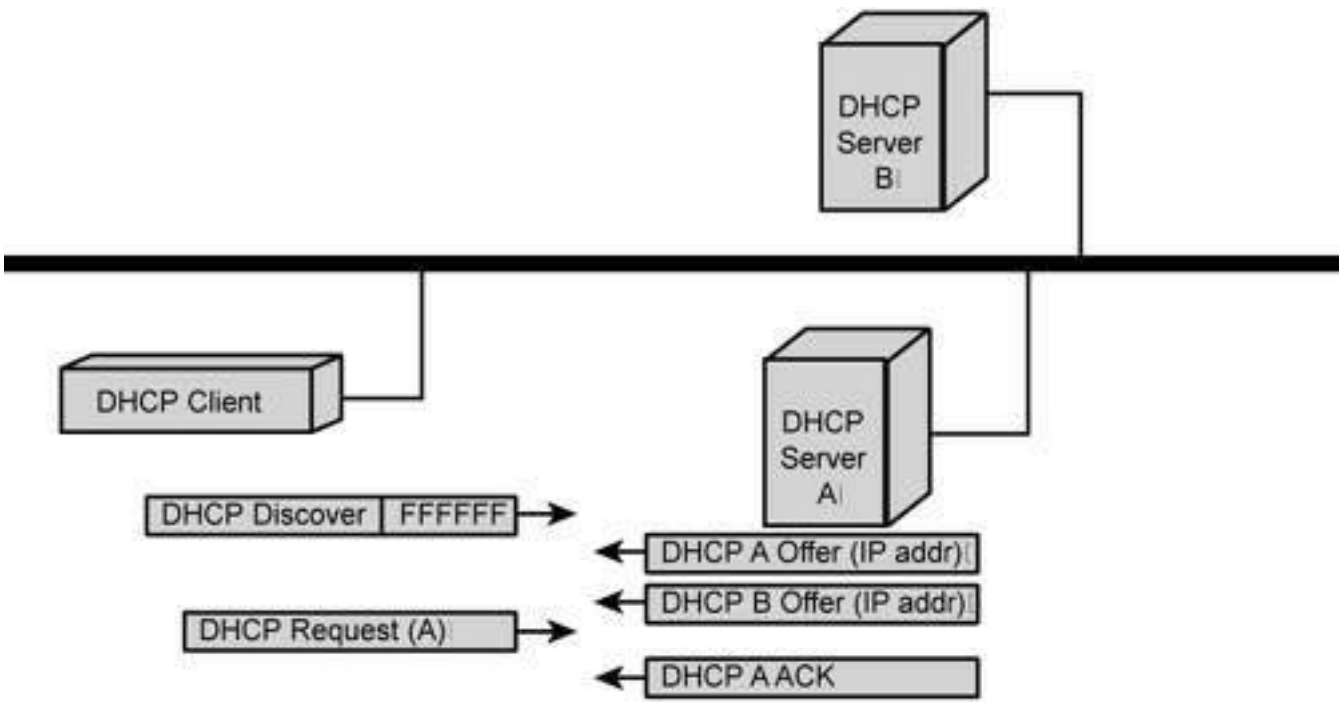 DHCP
Server
B
DHCP Client
DHCP
Server
A
DHCP Discover FFFFFF
DHCP A Offer (IP addr)
DHCP B Offer (IP addr)
DHCP Request (A)
DHCP A ACK